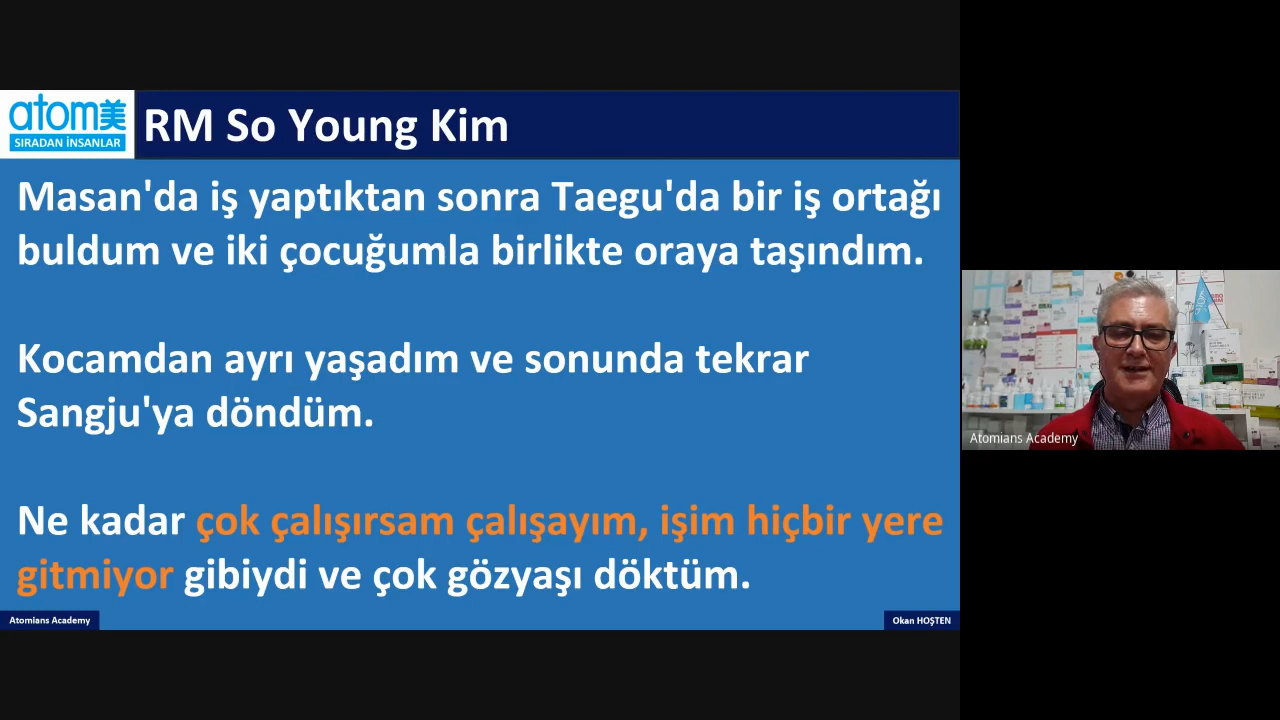 atom美
SIRADAN İNSANLAR
RM So Young Kim
Masan'da iş yaptıktan sonra Taegu'da bir iş ortağı
buldum ve iki çocuğumla birlikte oraya taşındım.
Kocamdan ayrı yaşadım ve sonunda tekrar
Sangju'ya döndüm.
Ne kadar çok çalışırsam çalışayım, işim hiçbir yere
gitmiyor gibiydi ve çok gözyaşı döktüm.
Atomians Academy
Okan HOŞTEN
Atomians Academy